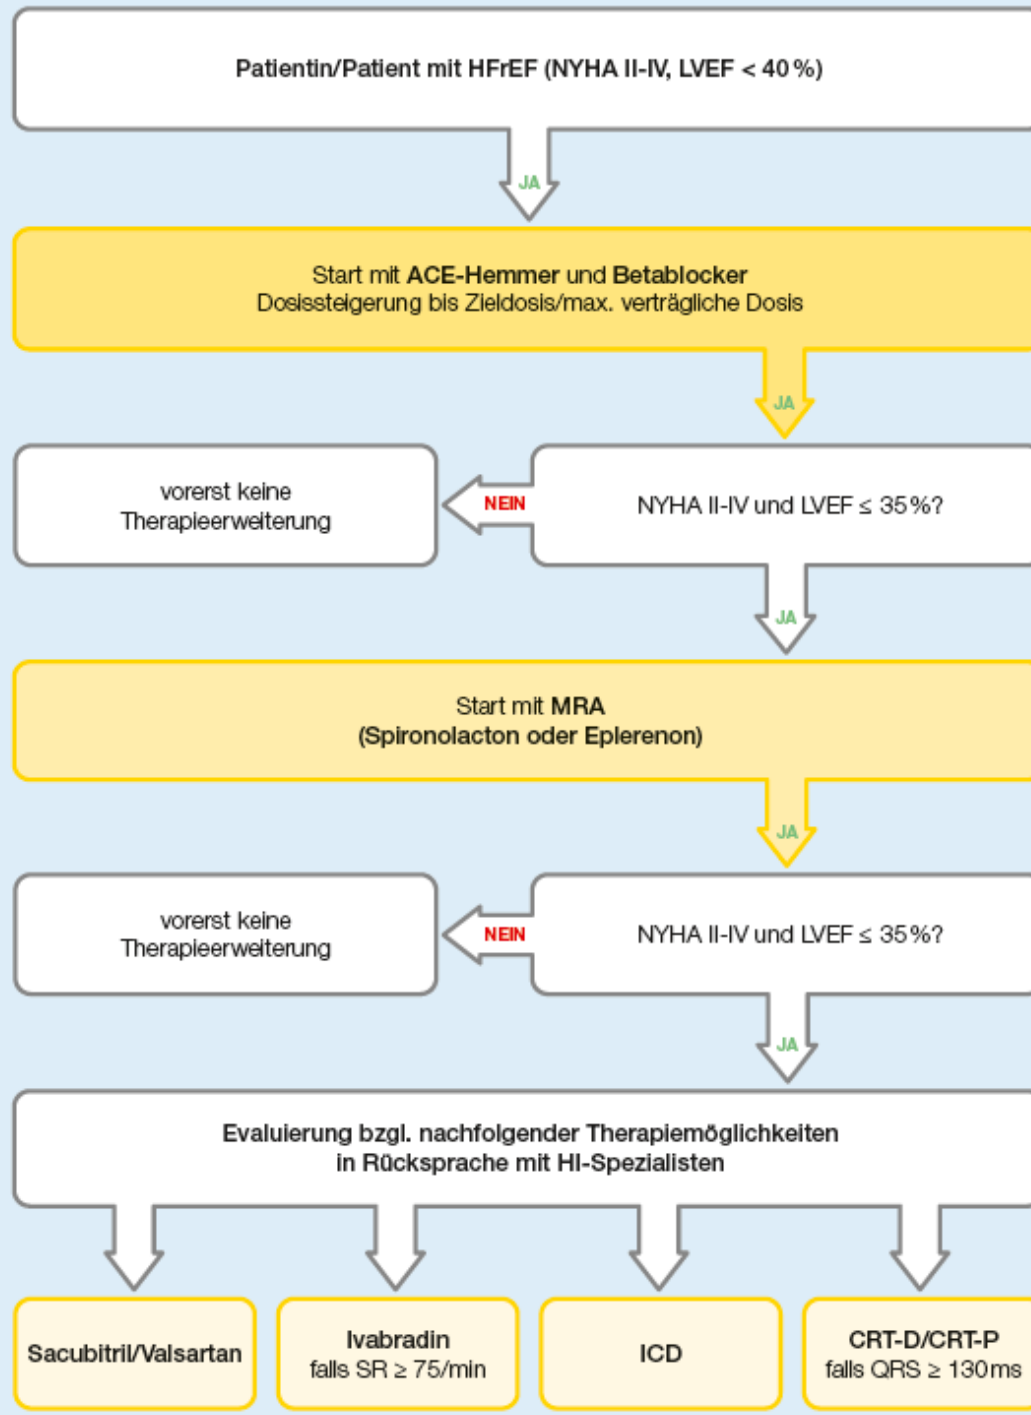 Patientin/Patient mit HFrEF (NYHA II-IV, LVEF < 40 %)
JA
Start mit ACE-Hemmer und Betablocker
Dosissteigerung bis Zieldosis/max. verträgliche Dosis
JA
vorerst keine
Therapieerweiterung
NEIN
NYHA II-IV und LVEF ≤ 35 %?
JA
Start mit MRA
(Spironolacton oder Eplerenon)
JA
vorerst keine
Therapieerweiterung
NEIN
NYHA II-IV und LVEF ≤ 35 %?
JA
Evaluierung bzgl. nachfolgender Therapiemöglichkeiten
in Rücksprache mit HI-Spezialisten
Sacubitril/Valsartan
Ivabradin
falls SR ≥ 75/min
ICD
CRT-D/CRT-P
falls QRS ≥ 130 ms